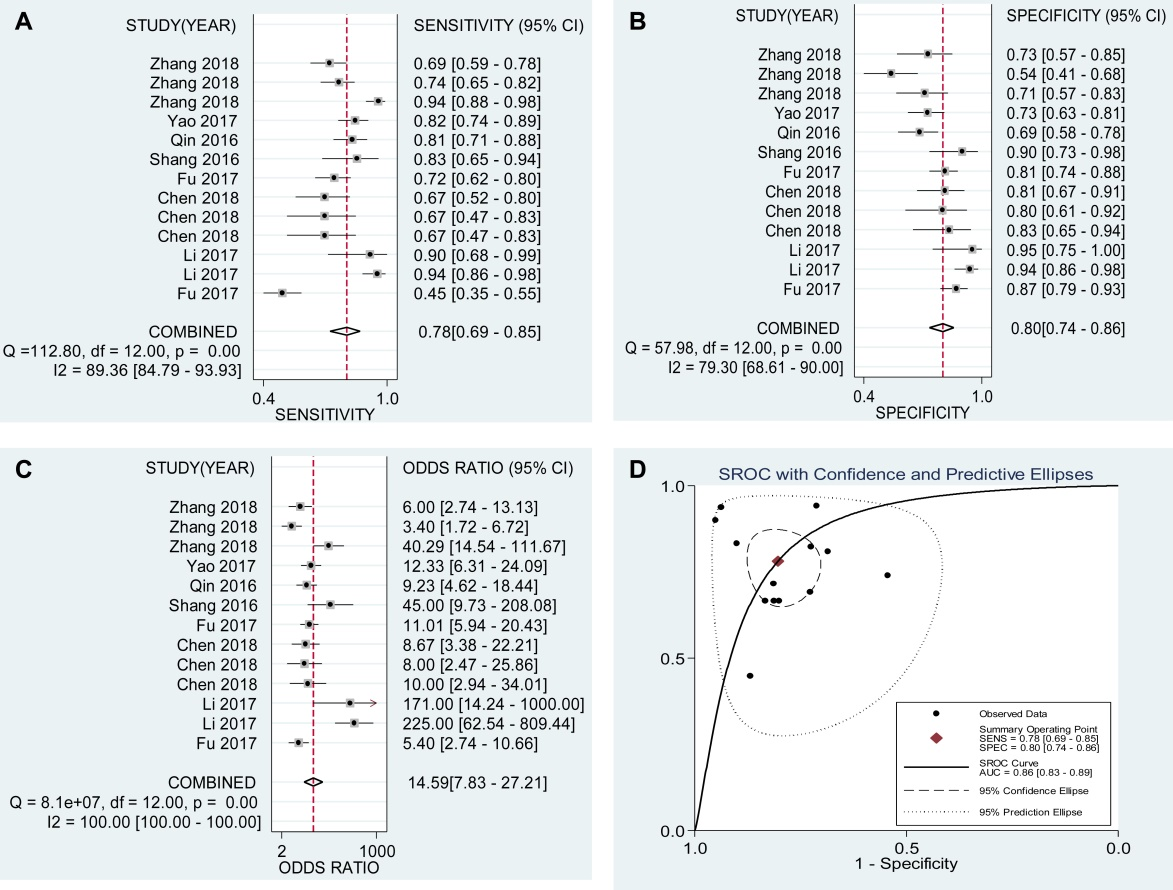 A
STUDY(YEAR) SENSITIVITY (95% CI)
Zhang 2018 0.69 [0.59 - 0.78]
Zhang 2018 0.74 [0.65 - 0.82]
Zhang 2018 0.94 [0.88 - 0.98]
Yao 2017 0.82 [0.74 - 0.89]
Qin 2016 0.81 [0.71 - 0.88]
Shang 2016 0.83 [0.65 - 0.94]
Fu 2017 0.72 [0.62 - 0.80]
Chen 2018 0.67 [0.52 - 0.80]
Chen 2018 0.67 [0.47 - 0.83]
Chen 2018 0.67 [0.47 - 0.83]
Li 2017 0.90 [0.68 - 0.99]
Li 2017 0.94 [0.86 - 0.98]
Fu 2017 0.45 [0.35 - 0.55]
COMBINED 0.78[0.69 - 0.85]
Q =112.80, df = 12.00, p = 0.00
I2 = 89.36 [84.79 - 93.93]
0.4 1.0
SENSITIVITY
B
STUDY(YEAR) SPECIFICITY (95% CI)
Zhang 2018 0.73 [0.57 - 0.85]
Zhang 2018 0.54 [0.41 - 0.68]
Zhang 2018 0.71 [0.57 - 0.83]
Yao 2017 0.73 [0.63 - 0.81]
Qin 2016 0.69 [0.58 - 0.78]
Shang 2016 0.90 [0.73 - 0.98]
Fu 2017 0.81 [0.74 - 0.88]
Chen 2018 0.81 [0.67 - 0.91]
Chen 2018 0.80 [0.61 - 0.92]
Chen 2018 0.83 [0.65 - 0.94]
Li 2017 0.95 [0.75 - 1.00]
Li 2017 0.94 [0.86 - 0.98]
Fu 2017 0.87 [0.79 - 0.93]
COMBINED 0.80[0.74 - 0.86]
Q = 57.98, df = 12.00, p = 0.00
I2 = 79.30 [68.61 - 90.00]
0.4 1.0
SPECIFICITY
C
STUDY(YEAR) ODDS RATIO (95% CI)
Zhang 2018 6.00 [2.74 - 13.13]
Zhang 2018 3.40 [1.72 - 6.72]
Zhang 2018 40.29 [14.54 - 111.67]
Yao 2017 12.33 [6.31 - 24.09]
Qin 2016 9.23 [4.62 - 18.44]
Shang 2016 45.00 [9.73 - 208.08]
Fu 2017 11.01 [5.94 - 20.43]
Chen 2018 8.67 [3.38 - 22.21]
Chen 2018 8.00 [2.47 - 25.86]
Chen 2018 10.00 [2.94 - 34.01]
Li 2017 171.00 [14.24 - 1000.00]
Li 2017 225.00 [62.54 - 809.44]
Fu 2017 5.40 [2.74 - 10.66]
COMBINED 14.59[7.83 - 27.21]
Q = 8.1e+07, df = 12.00, p = 0.00
I2 = 100.00 [100.00 - 100.00]
2 1000
ODDS RATIO
D
SROC with Confidence and Predictive Ellipses
1.0
0.5
0.0
Observed Data
Summary Operating Point
SENS = 0.78 [0.69 - 0.85]
SPEC = 0.80 [0.74 - 0.86]
SROC Curve
AUC = 0.86 [0.83 - 0.89]
95% Confidence Ellipse
95% Prediction Ellipse
1.0 0.5 0.0
1 - Specificity